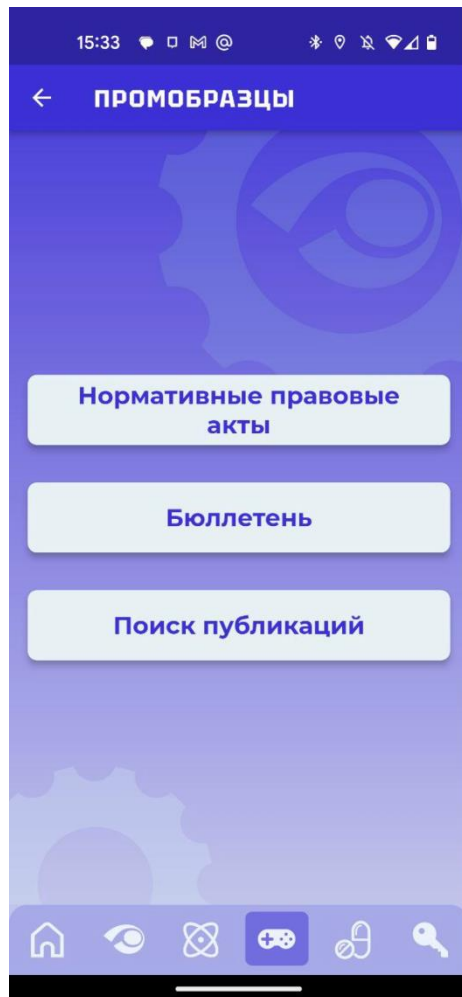 15:33
ПРОМОБРАЗЦЫ
Нормативные правовые
акты
Бюллетень
Поиск публикаций